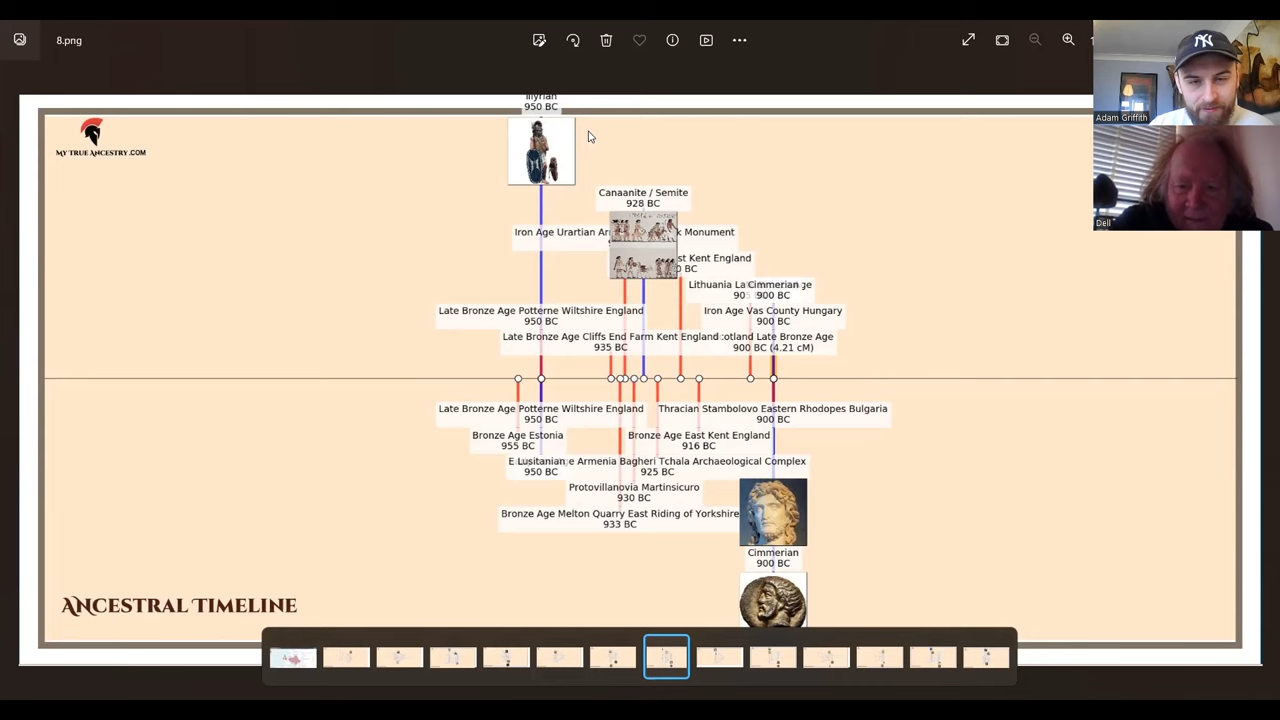 8.png
Adam Griffith
Dell
MY TRUE ANCESTRY.COM
Illyrian
950 BC
Canaanite / Semite
928 BC
Iron Age Urartian
Monument
st Kent England
BC
Lithuania
Cimmerian
900 BC
Late Bronze Age Potterne Wiltshire England
950 BC
Iron Age Vas County Hungary
900 BC
Late Bronze Age Cliffs End Farm Kent England
935 BC
cotland Late Bronze Age
900 BC (4.21 cM)
Late Bronze Age Potterne Wiltshire England
950 BC
Thracian Stambolovo Eastern Rhodopes Bulgaria
900 BC
Bronze Age Estonia
955 BC
Bronze Age East Kent England
916 BC
Lusitanian
950 BC
Armenia Bagheri Tchala Archaeological Complex
925 BC
Protovillanovia Martinsicuro
930 BC
Bronze Age Melton Quarry East Riding of Yorkshire
933 BC
Cimmerian
900 BC
ANCESTRAL TIMELINE